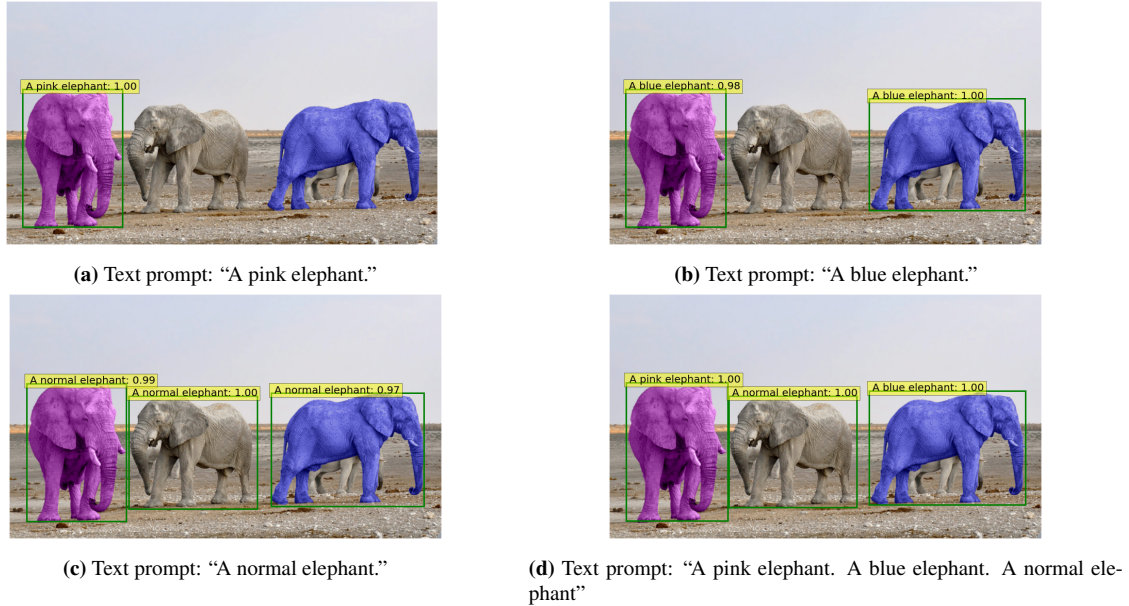 A pink elephant: 1.00
A blue elephant: 0.98
A blue elephant: 1.00
(a) Text prompt: “A pink elephant.”
(b) Text prompt: “A blue elephant.”
A normal elephant: 0.99
A normal elephant: 1.00
A normal elephant: 0.97
A pink elephant: 1.00
A normal elephant: 1.00
A blue elephant: 1.00
(c) Text prompt: “A normal elephant.”
(d) Text prompt: “A pink elephant. A blue elephant. A normal ele-
phant”